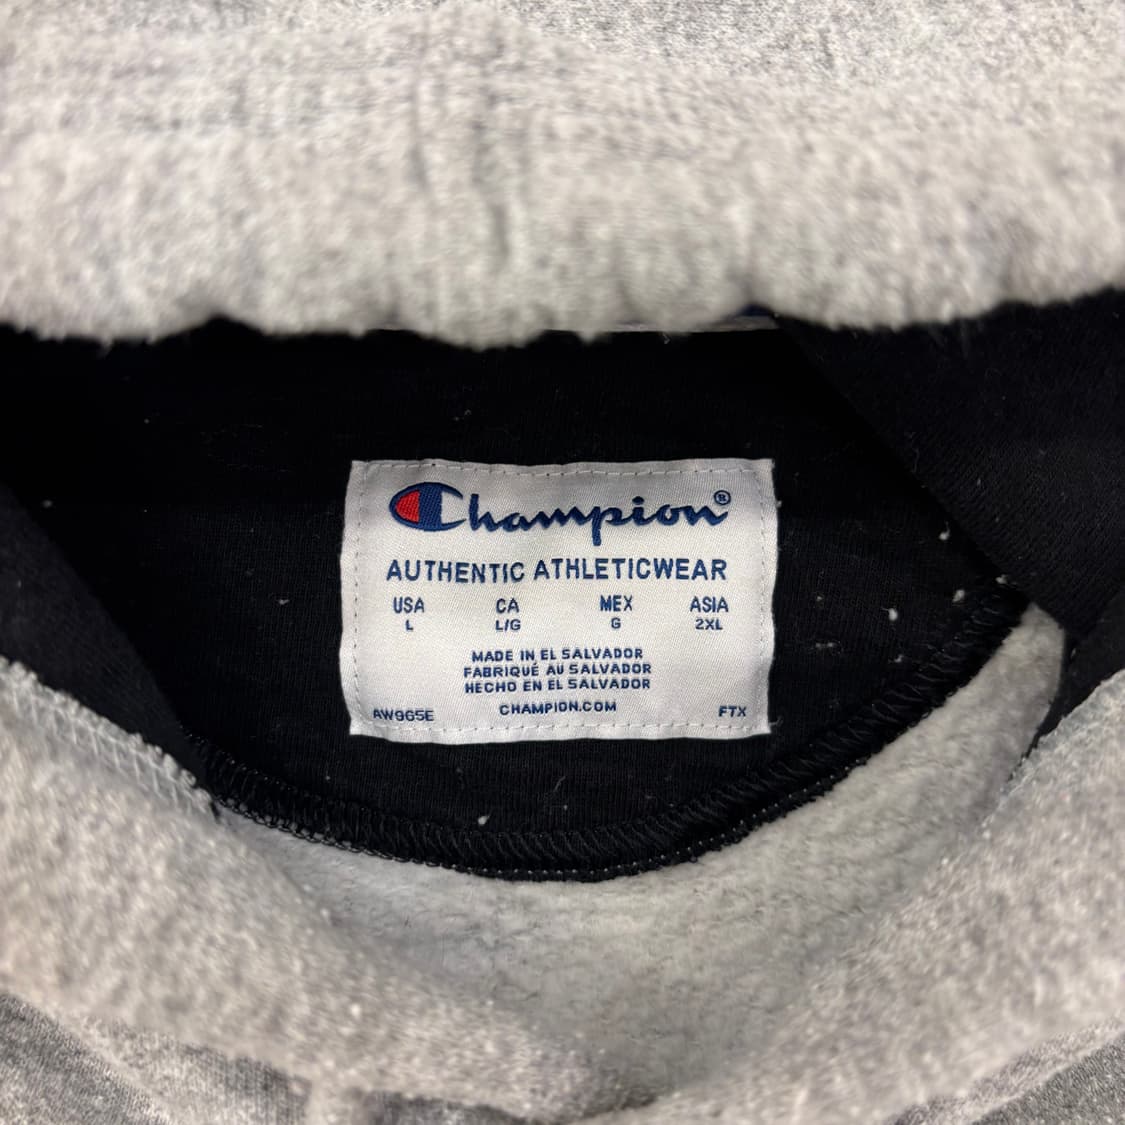 Champion®
AUTHENTIC ATHLETICWEAR
USA CA MEX ASIA
L L/G G 2XL
MADE IN EL SALVADOR
FABRIQUÉ AU SALVADOR
HECHO EN EL SALVADOR
CHAMPION.COM
AW965E FTX